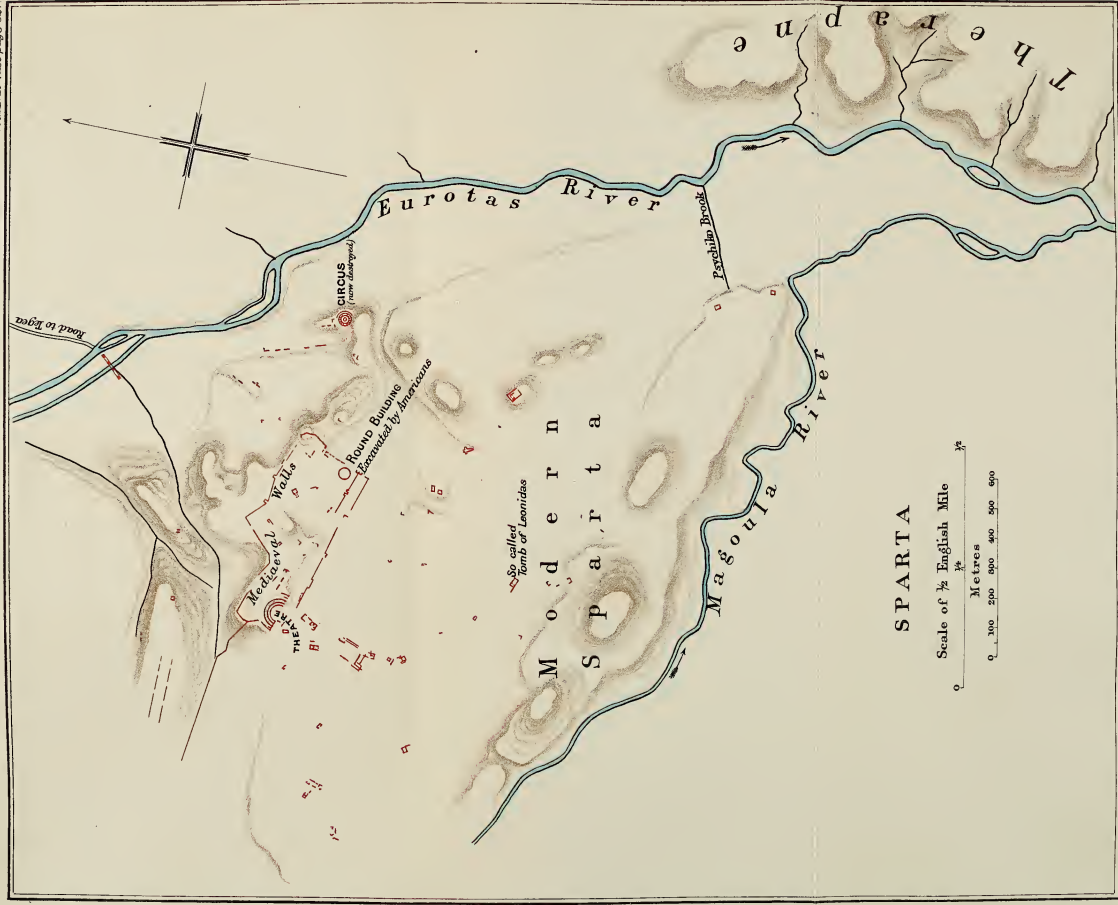 Road to Tegea
Eurotas River
CIRCUS
(now destroyed)
Mediaeval Walls
THEATRE
ROUND BUILDING
Excavated by Americans
Psychiko Brook
Therapne
So called
Tomb of Leonidas
Modern
Sparta
Magoula River
SPARTA
Scale of ½ English Mile
0 ¼ ½
Metres
0 100 200 300 400 500 600